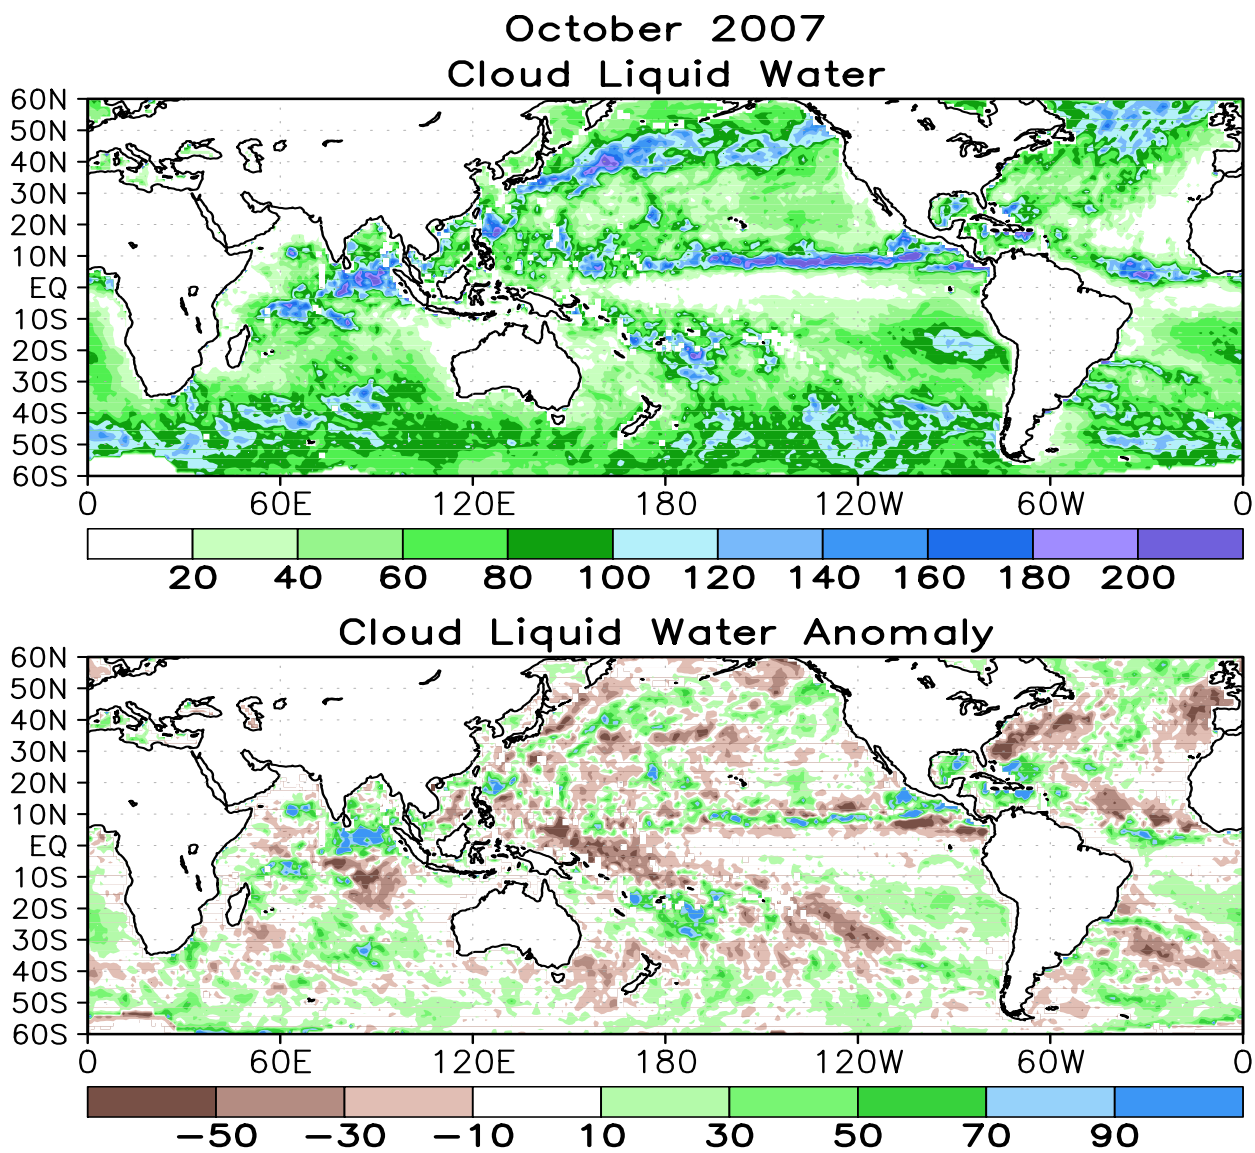 October 2007
Cloud Liquid Water
60N
50N
40N
30N
20N
10N
EQ
10S
20S
30S
40S
50S
60S
0 60E 120E 180 120W 60W 0
20 40 60 80 100 120 140 160 180 200
Cloud Liquid Water Anomaly
60N
50N
40N
30N
20N
10N
EQ
10S
20S
30S
40S
50S
60S
0 60E 120E 180 120W 60W 0
−50 −30 −10 10 30 50 70 90